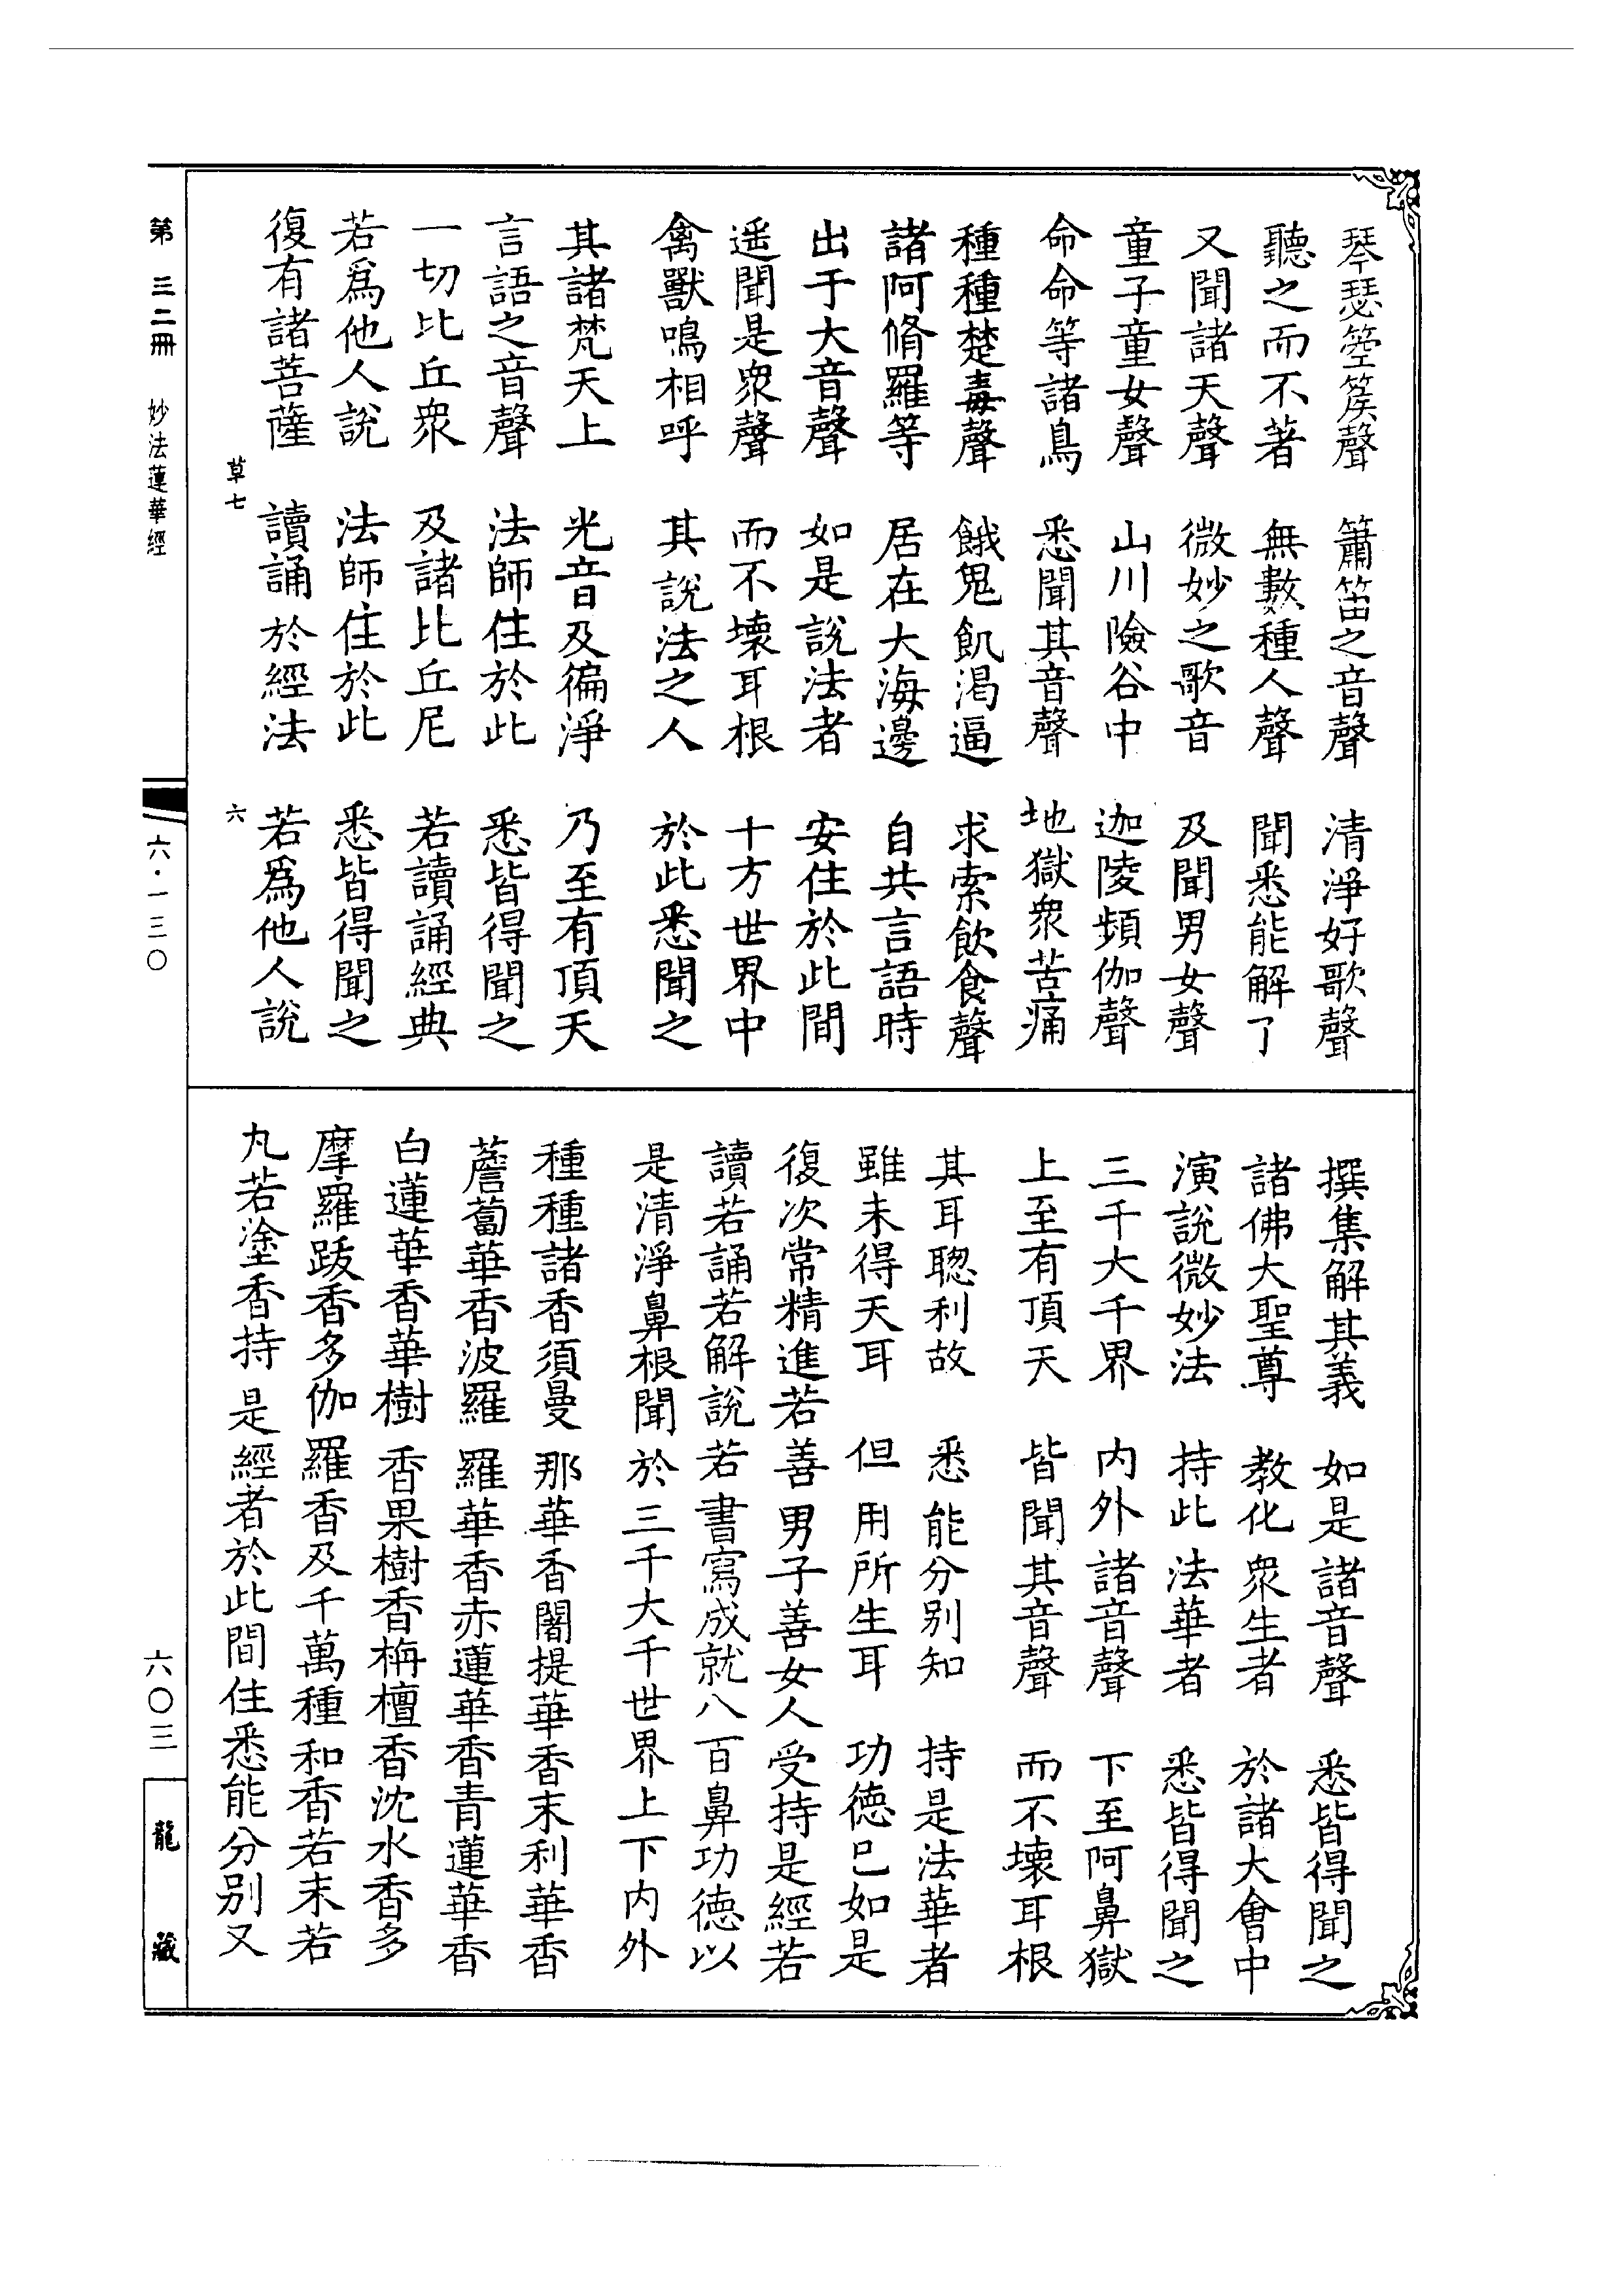 琴瑟箜篌聲 簫笛之音聲 清淨好歌聲
聽之而不著 無數種人聲 聞悉能解了
又聞諸天聲 微妙之歌音 及聞男女聲
童子童女聲 山川險谷中 迦陵頻伽聲
命命等諸鳥 悉聞其音聲 地獄衆苦痛
種種楚毒聲 餓鬼飢渴逼 求索飲食聲
諸阿脩羅等 居在大海邊 自共言語時
出于大音聲 如是說法者 安住於此間
遥聞是衆聲 而不壞耳根 十方世界中
禽獸鳴相呼 其說法之人 於此悉聞之
其諸梵天上 光音及徧淨 乃至有頂天
言語之音聲 法師住於此 悉皆得聞之
一切比丘衆 及諸比丘尼 若讀誦經典
若爲他人說 法師住於此 悉皆得聞之
復有諸菩薩 讀誦於經法 若爲他人說
草七 六
撰集解其義 如是諸音聲 悉皆得聞之
諸佛大聖尊 教化衆生者 於諸大會中
演說微妙法 持此法華者 悉皆得聞之
三千大千界 内外諸音聲 下至阿鼻獄
上至有頂天 皆聞其音聲 而不壞耳根
其耳聰利故 悉能分别知 持是法華者
雖未得天耳 但用所生耳 功德已如是
復次常精進若善男子善女人受持是經若
讀若誦若解說若書寫成就八百鼻功德以
是清淨鼻根聞於三千大千世界上下内外
種種諸香須曼那華香闍提華香末利華香
薝蔔華香波羅羅華香赤蓮華香青蓮華香
白蓮華香華樹香果樹香栴檀香沈水香多
摩羅跋香多伽羅香及千萬種和香若末若
丸若塗香持是經者於此間住悉能分别又
第三二冊 妙法蓮華經
六·一三〇
六〇三
龍藏